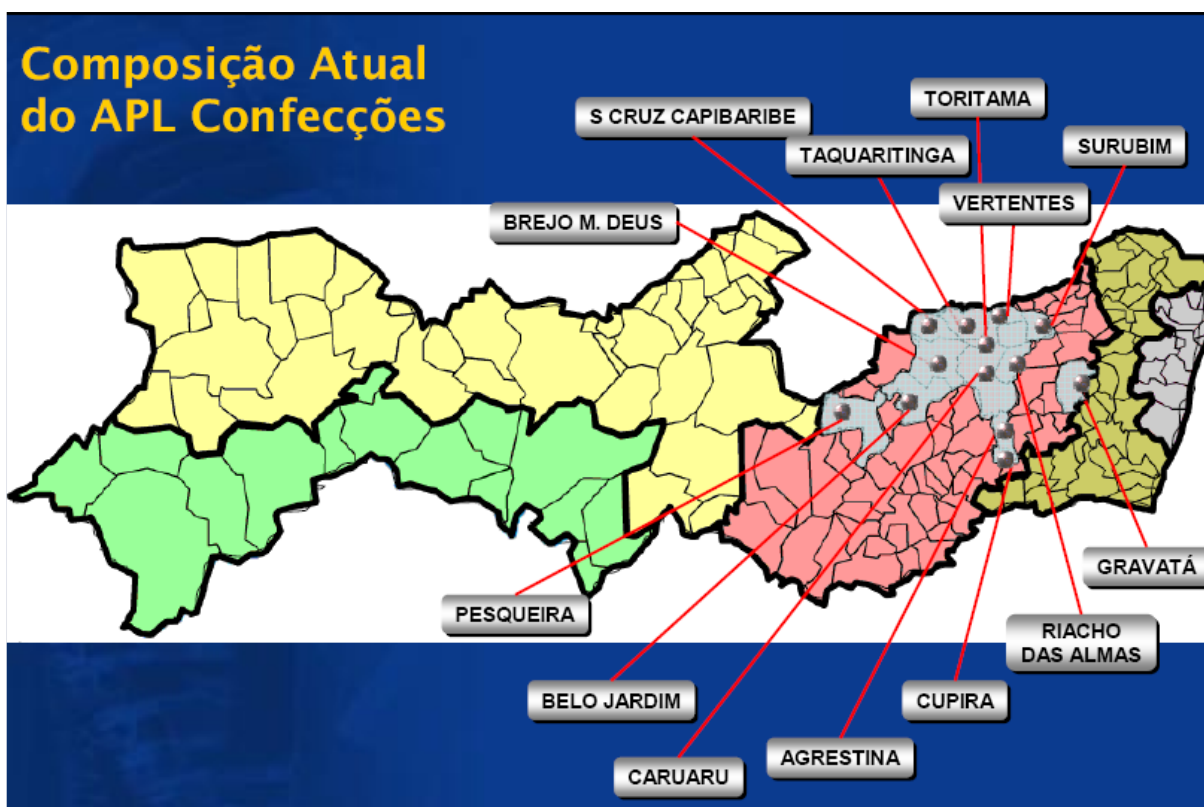 Composição Atual
do APL Confecções
TORITAMA
S CRUZ CAPIBARIBE
SURUBIM
TAQUARITINGA
VERTENTES
BREJO M. DEUS
GRAVATÁ
PESQUEIRA
RIACHO
DAS ALMAS
BELO JARDIM
CUPIRA
AGRESTINA
CARUARU